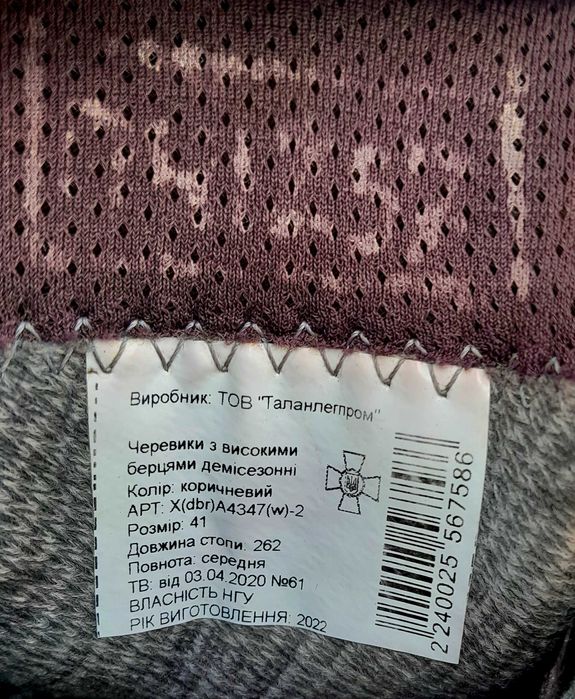 Виробник: ТОВ "Таланлегпром"
Черевики з високими
берцями демісезонні
Колір: коричневий
АРТ: X(dbr)A4347(w)-2
Розмір: 41
Довжина стопи: 262
Повнота: середня
ТВ: від 03.04.2020 №61
ВЛАСНІСТЬ НГУ
РІК ВИГОТОВЛЕННЯ: 2022
2 240025 567586